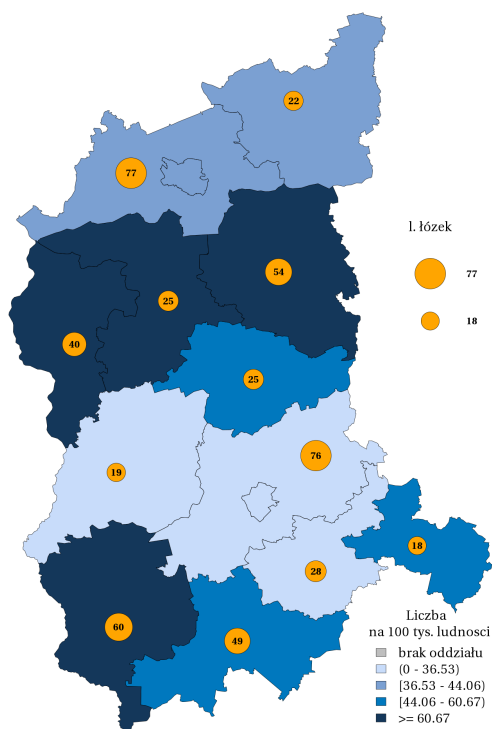 22
77
l. łózek
54
77
25
18
40
25
76
19
18
28
Liczba
60
na 100 tys. ludnosci
49
brak oddziału
(0 - 36.53)
[36.53 - 44.06)
[44.06 - 60.67)
>= 60.67